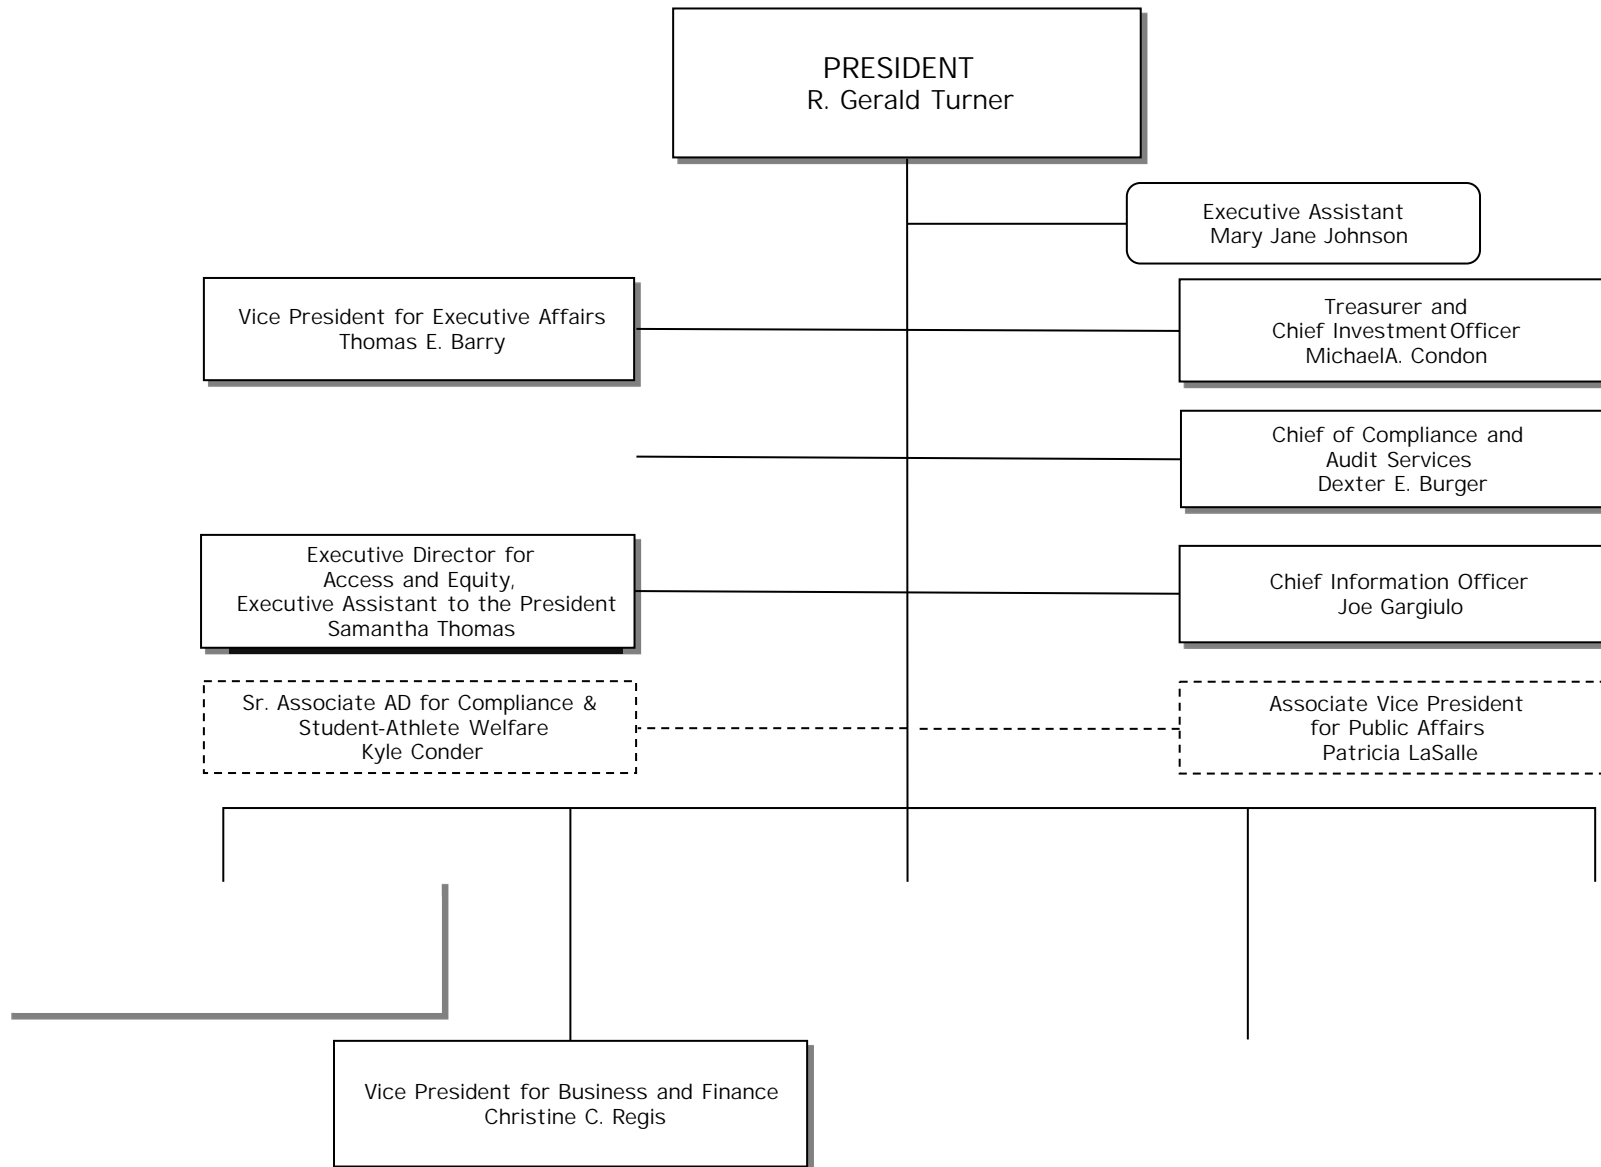 PRESIDENT
R. Gerald Turner
Executive Assistant
Mary Jane Johnson
Vice President for Executive Affairs
Thomas E. Barry
Treasurer and
Chief Investment Officer
Michael A. Condon
Chief of Compliance and
Audit Services
Dexter E. Burger
Executive Director for
Access and Equity,
Executive Assistant to the President
Samantha Thomas
Chief Information Officer
Joe Gargiulo
Sr. Associate AD for Compliance &
Student-Athlete Welfare
Kyle Conder
Associate Vice President
for Public Affairs
Patricia LaSalle
Vice President for Business and Finance
Christine C. Regis